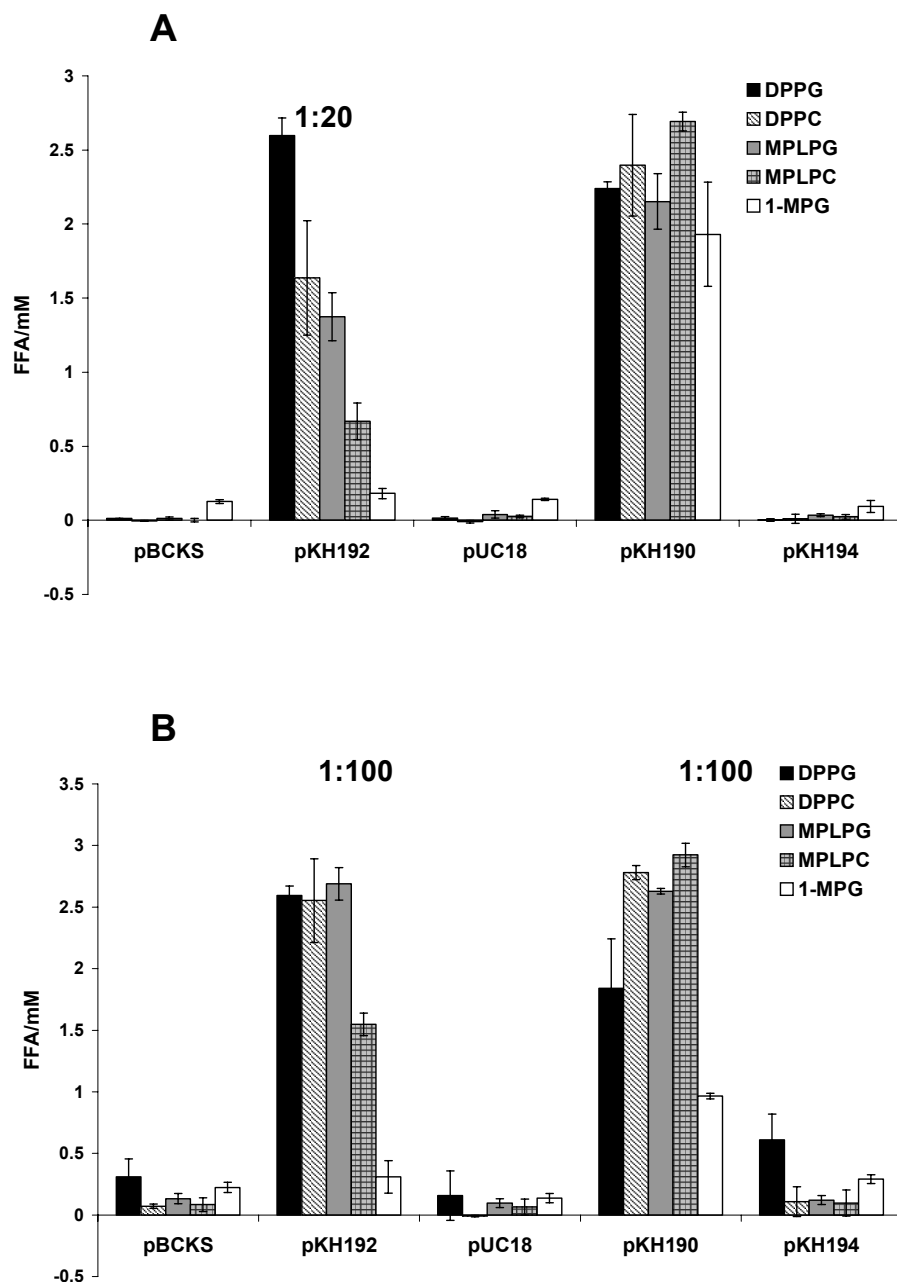 A
3
2.5
2
1.5
1
0.5
0
-0.5
FFA/mM
1:20
DPPG
DPPC
MPLPG
MPLPC
1-MPG
pBCKS pKH192 pUC18 pKH190 pKH194
B
3.5
3
2.5
2
1.5
1
0.5
0
-0.5
FFA/mM
1:100 1:100
DPPG
DPPC
MPLPG
MPLPC
1-MPG
pBCKS pKH192 pUC18 pKH190 pKH194